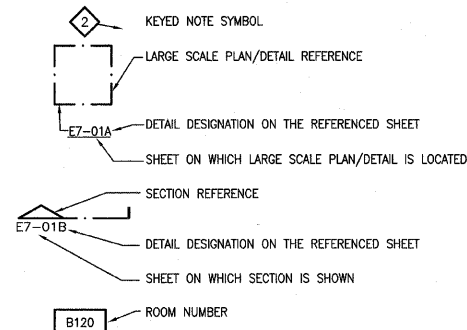 2 KEYED NOTE SYMBOL
LARGE SCALE PLAN/DETAIL REFERENCE
E7-01A DETAIL DESIGNATION ON THE REFERENCED SHEET
SHEET ON WHICH LARGE SCALE PLAN/DETAIL IS LOCATED
SECTION REFERENCE
E7-01B
DETAIL DESIGNATION ON THE REFERENCED SHEET
SHEET ON WHICH SECTION IS SHOWN
ROOM NUMBER
B120